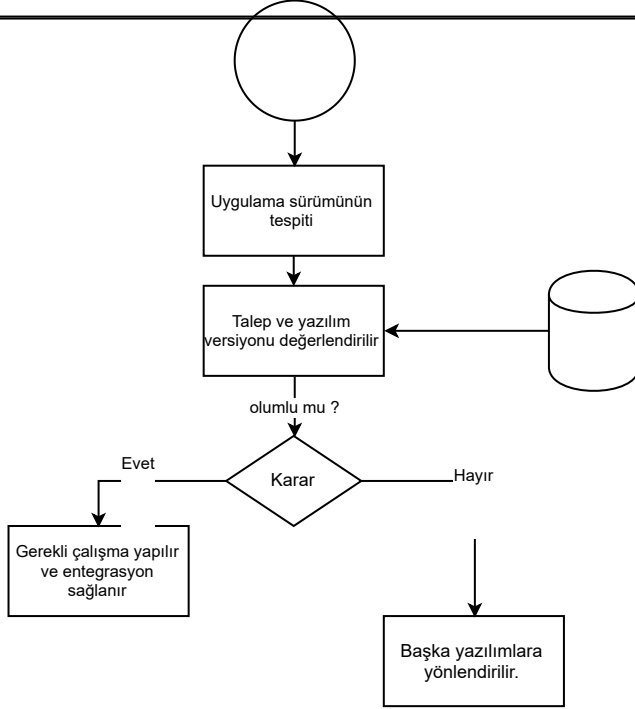 Uygulama sürümünün
tespiti
Talep ve yazılım
versiyonu değerlendirilir
olumlu mu ?
Karar
Evet
Hayır
Gerekli çalışma yapılır
ve entegrasyon
sağlanır
Başka yazılımlara
yönlendirilir.